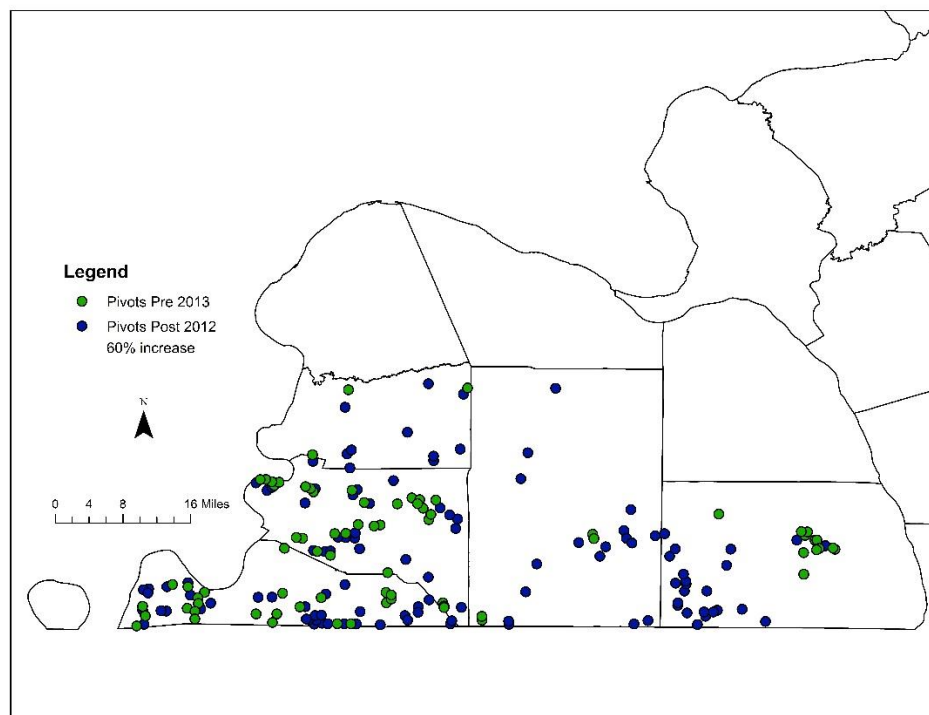 Legend
Pivots Pre 2013
Pivots Post 2012
60% increase
N
0 4 8 16 Miles